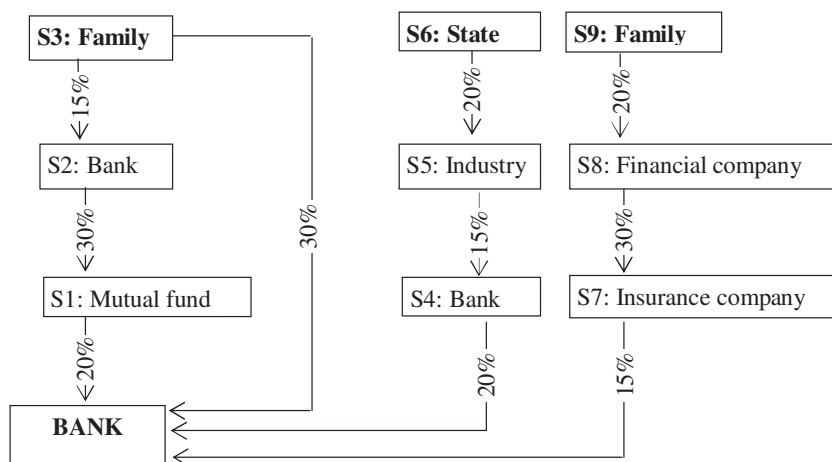 S3: Family
S6: State
S9: Family
15%
20%
20%
S2: Bank
S5: Industry
S8: Financial company
30%
30%
15%
30%
S1: Mutual fund
S4: Bank
S7: Insurance company
20%
20%
15%
BANK